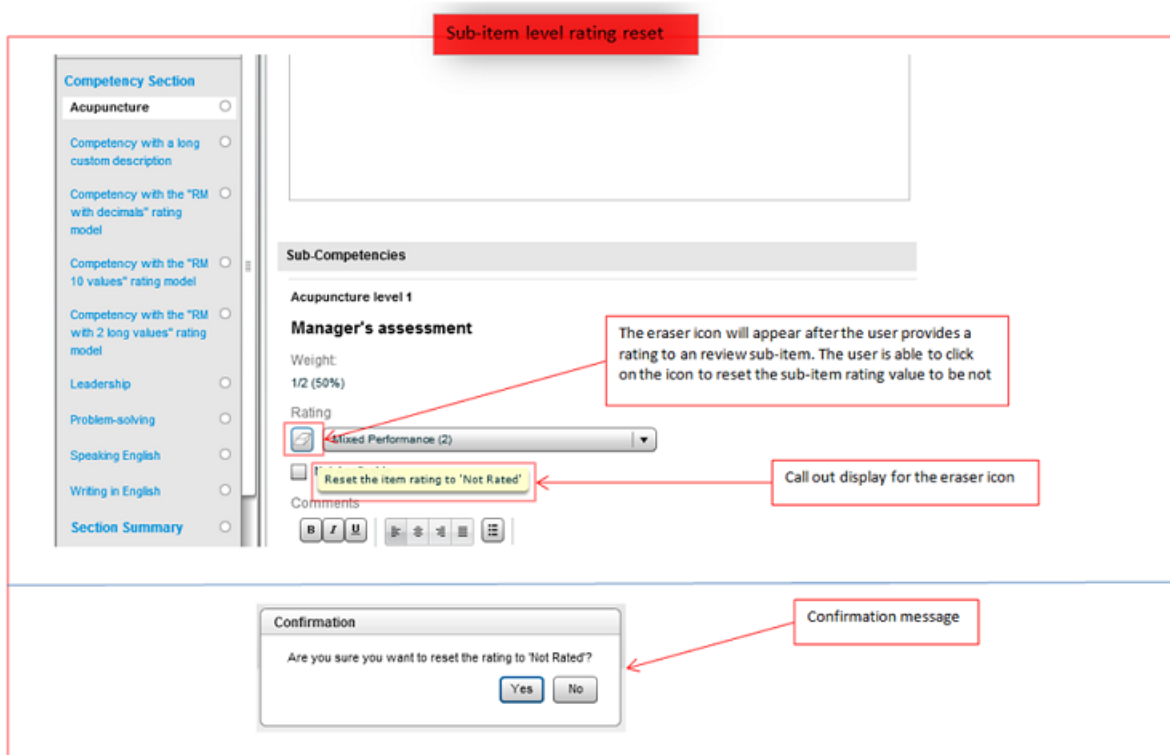 Sub-item level rating reset
Competency Section
Acupuncture
Competency with a long
custom description
Competency with the "RM
with decimals" rating
model
Competency with the "RM
10 values" rating model
Competency with the "RM
with 2 long values" rating
model
Leadership
Problem-solving
Speaking English
Writing in English
Section Summary
Sub-Competencies
Acupuncture level 1
Manager's assessment
Weight:
1/2 (50%)
Rating
Mixed Performance (2)
Reset the item rating to 'Not Rated'
Comments
B I U
The eraser icon will appear after the user provides a
rating to an review sub-item. The user is able to click
on the icon to reset the sub-item rating value to be not
Call out display for the eraser icon
Confirmation
Are you sure you want to reset the rating to 'Not Rated'?
Yes No
Confirmation message